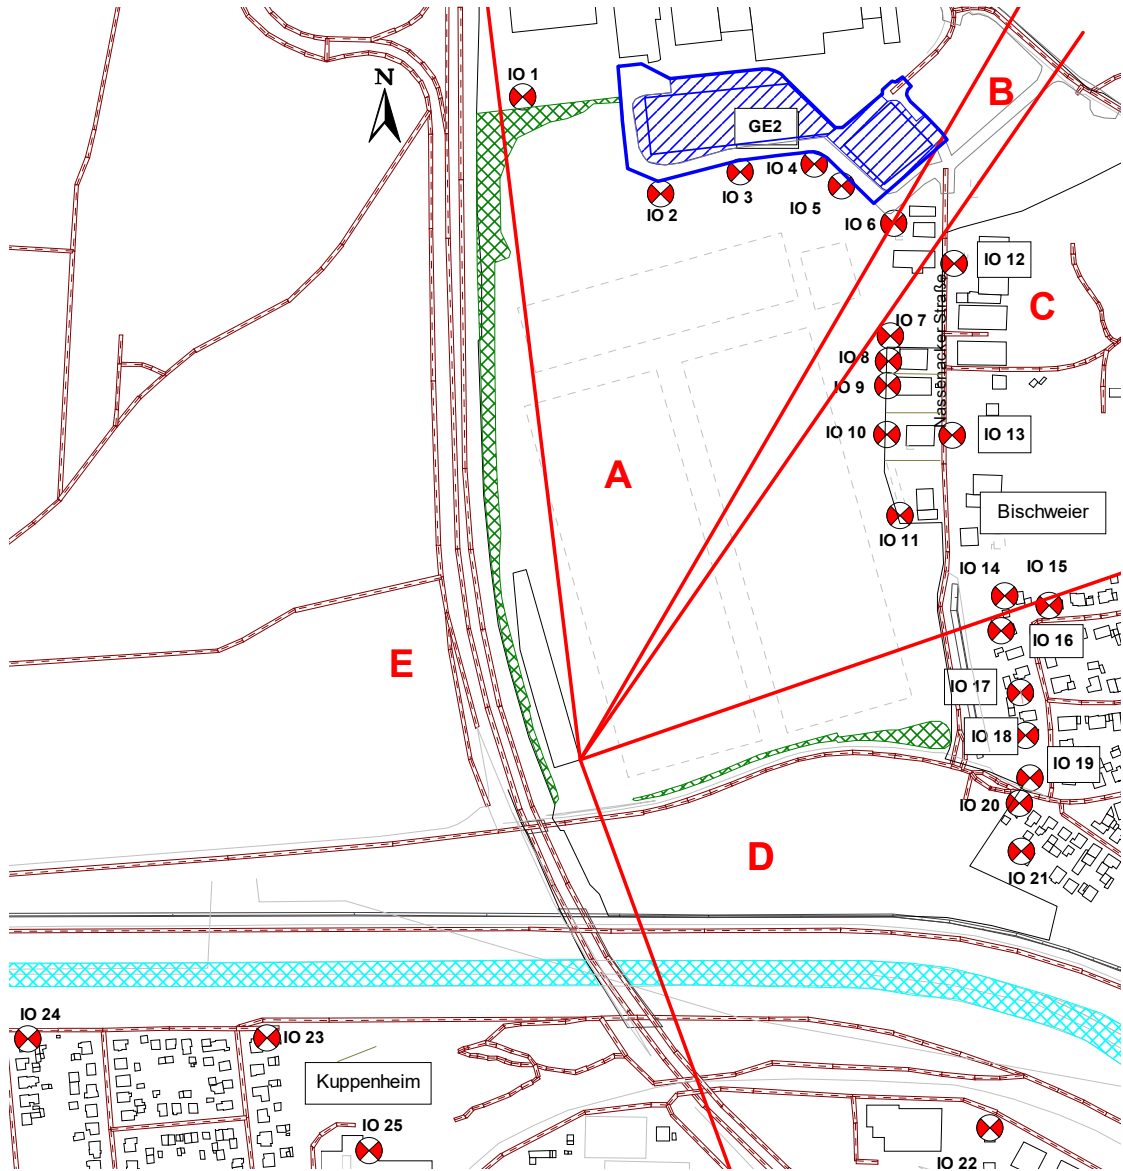 IO 1
N
B
GE2
IO 4
IO 3
IO 5
IO 2
IO 6
IO 12
C
Nassenäcker Straße
IO 7
IO 8
IO 9
IO 10
IO 13
A
Bischweier
IO 11
IO 14
IO 15
IO 16
E
IO 17
IO 18
IO 19
IO 20
D
IO 21
IO 24
IO 23
Kuppenheim
IO 25
IO 22